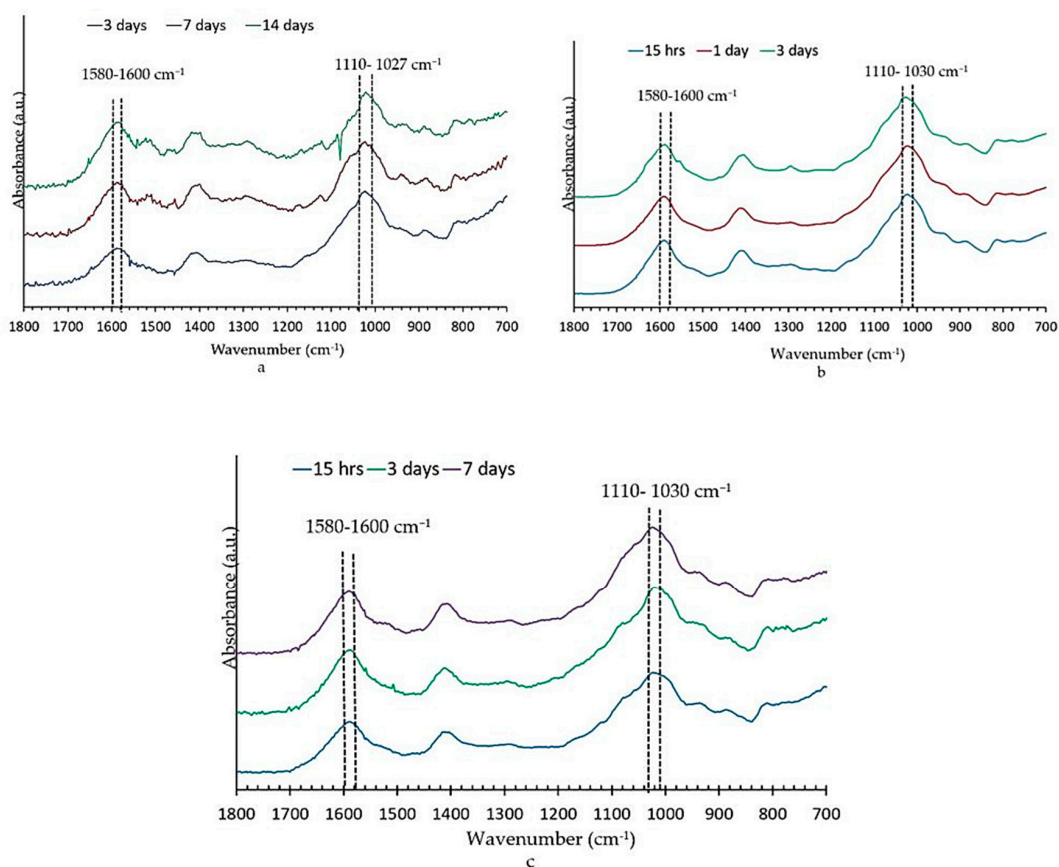 3 days 7 days 14 days
1580-1600 cm⁻¹
1110- 1027 cm⁻¹
Absorbance (a.u.)
1800 1700 1600 1500 1400 1300 1200 1100 1000 900 800 700
Wavenumber (cm⁻¹)
a
15 hrs 1 day 3 days
1580-1600 cm⁻¹
1110- 1030 cm⁻¹
Absorbance (a.u.)
1800 1700 1600 1500 1400 1300 1200 1100 1000 900 800 700
Wavenumber (cm⁻¹)
b
15 hrs 3 days 7 days
1580-1600 cm⁻¹
1110- 1030 cm⁻¹
Absorbance (a.u.)
1800 1700 1600 1500 1400 1300 1200 1100 1000 900 800 700
Wavenumber (cm⁻¹)
c